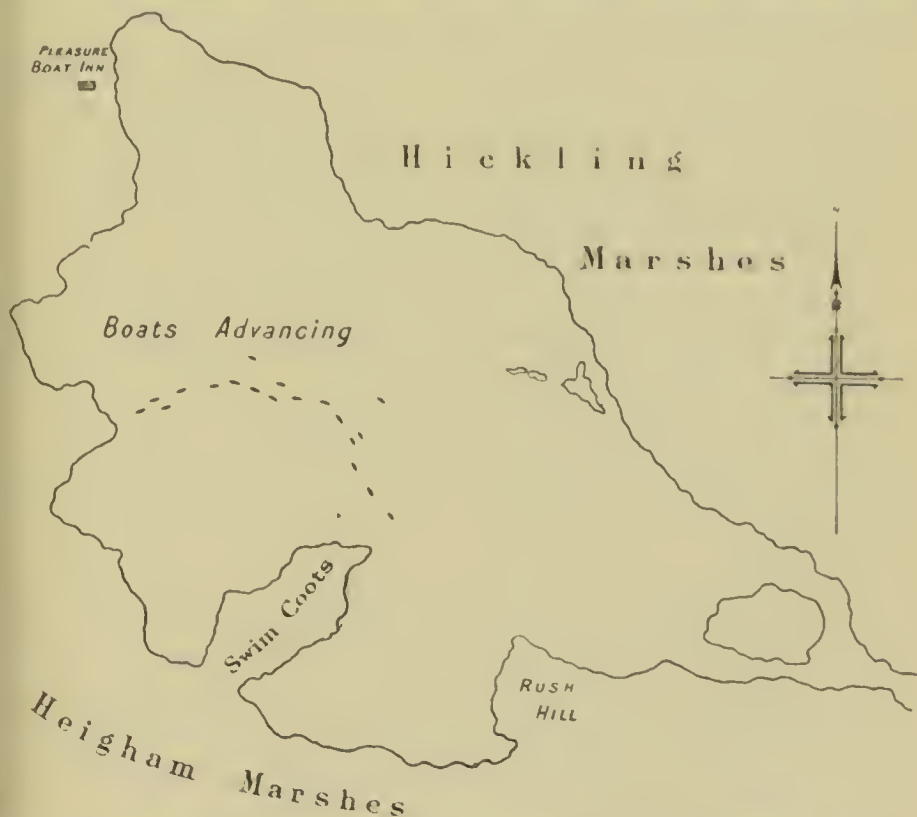 PLEASURE
BOAT INN
Hickling
Marshes
N
Boats Advancing
Swim Coots
RUSH
HILL
Heigham Marshes